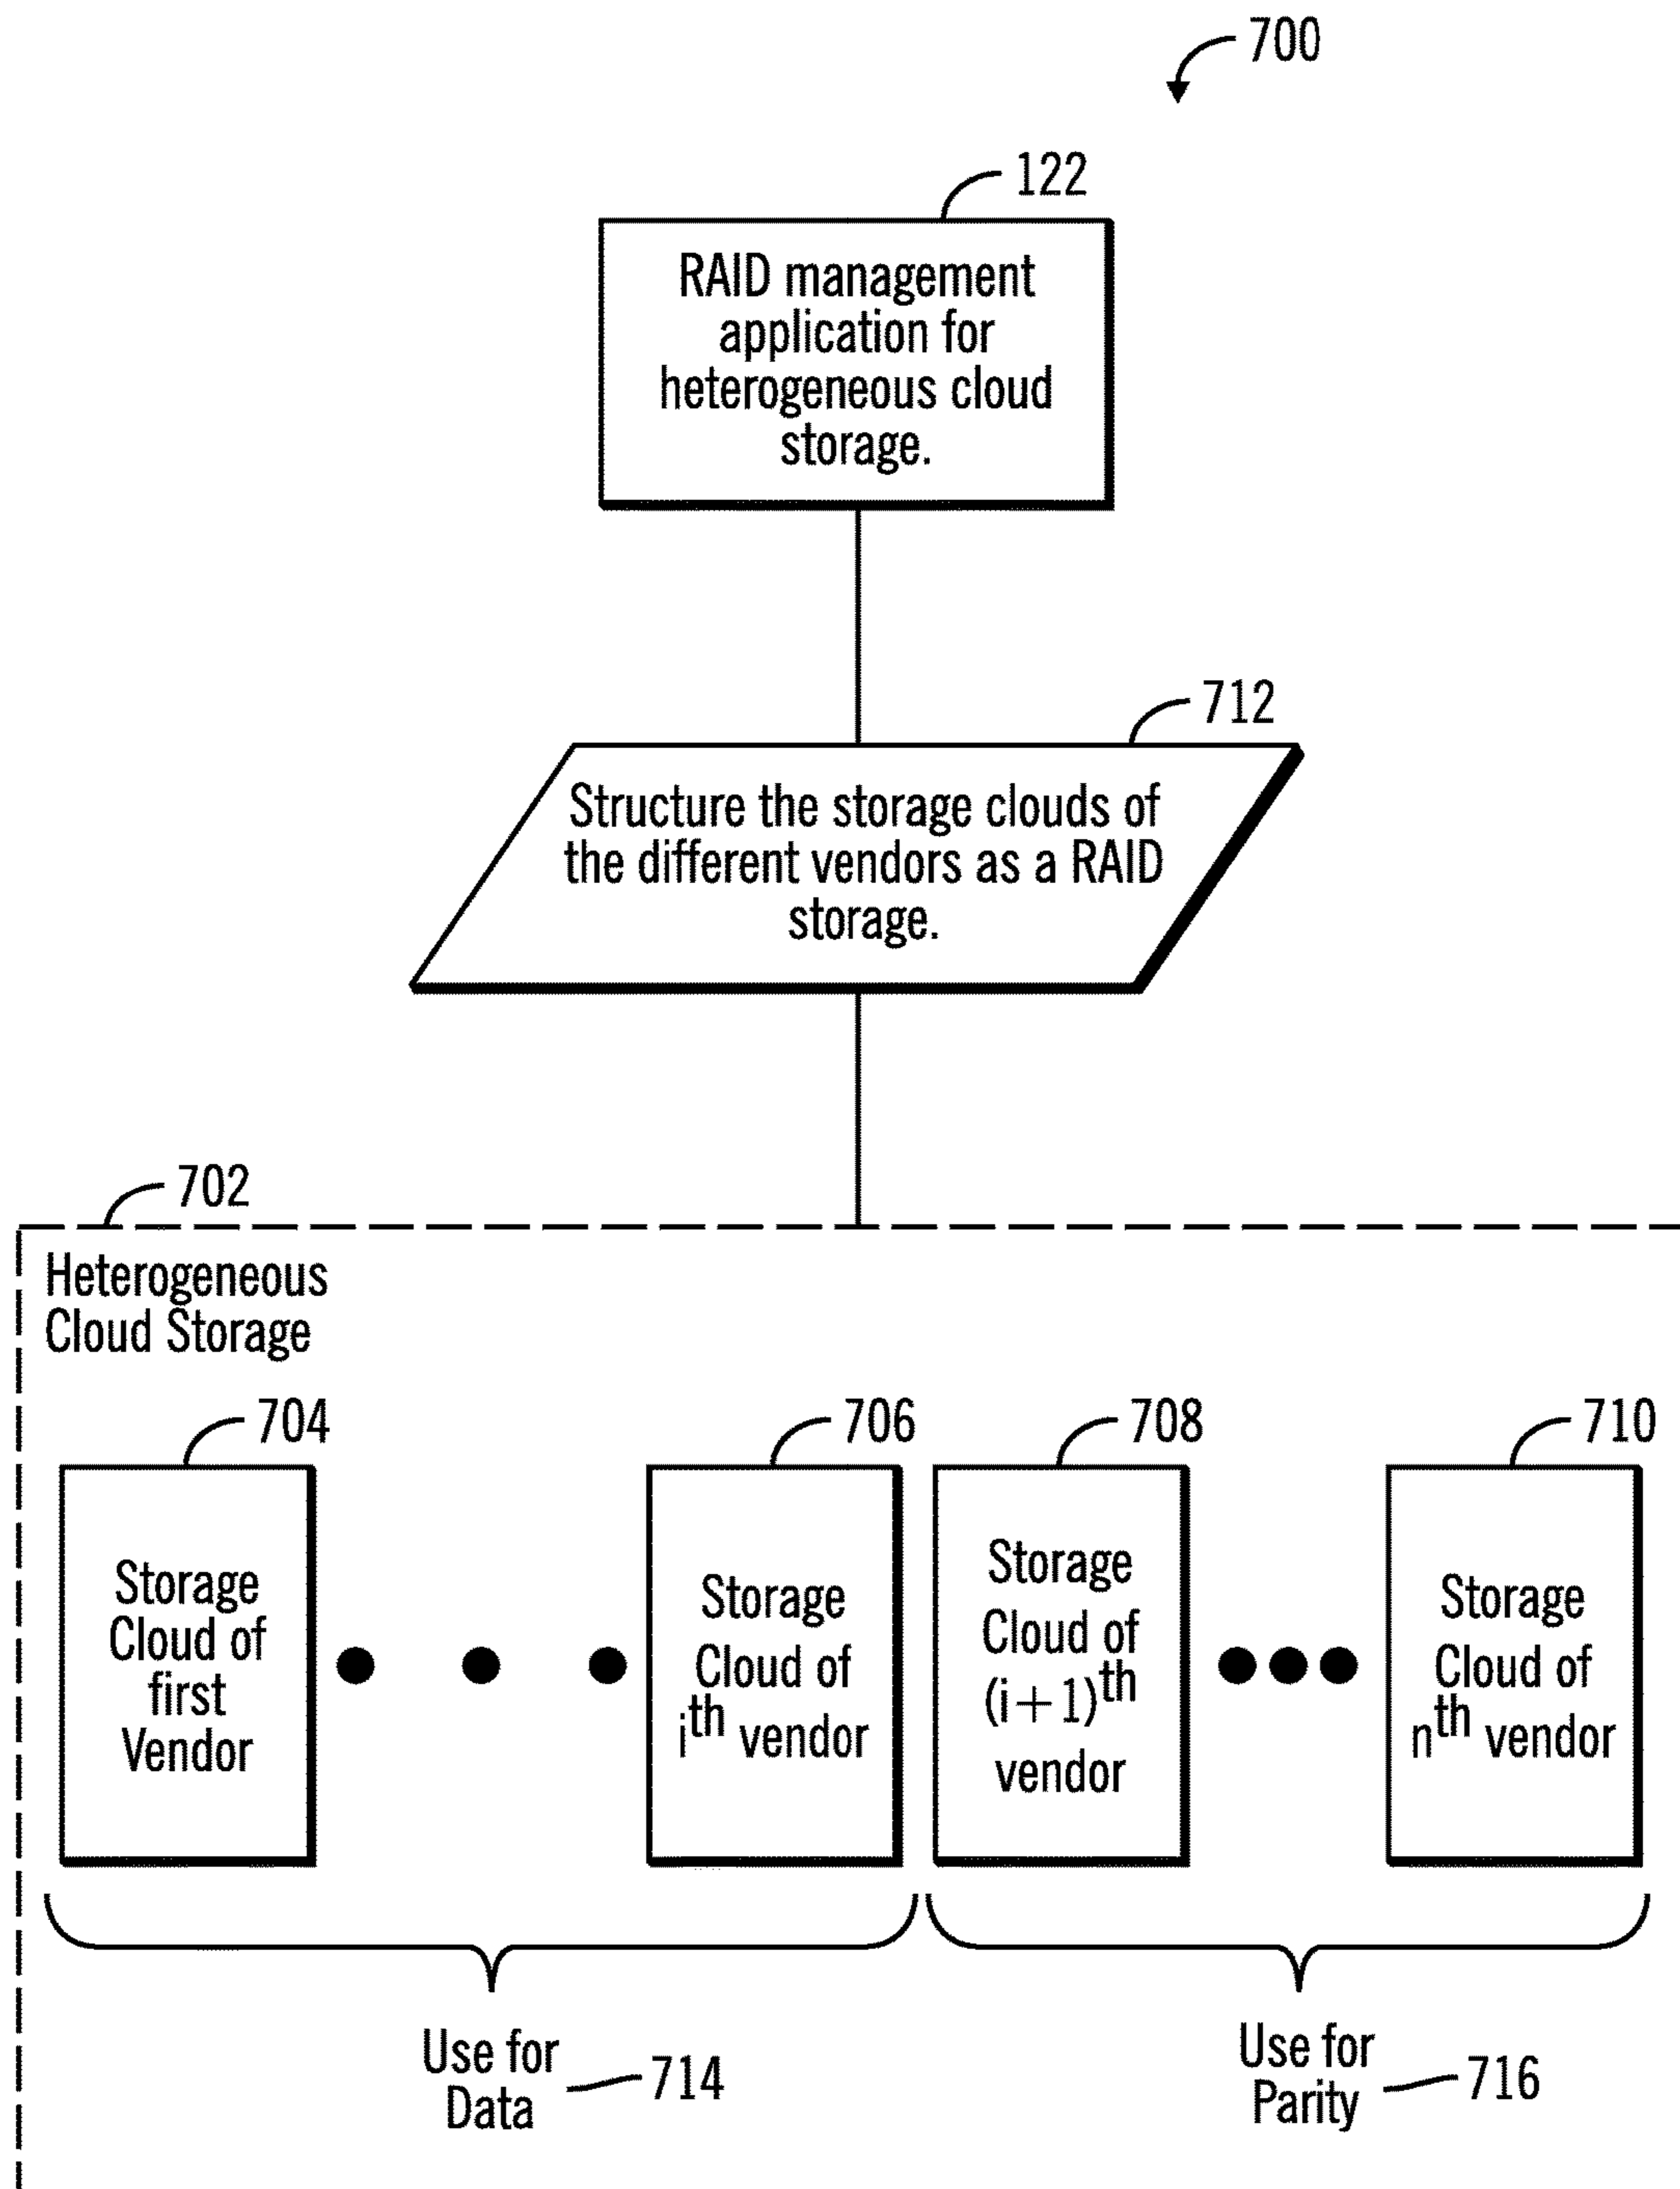 700
122
RAID management
application for
heterogeneous cloud
storage.
712
Structure the storage clouds of
the different vendors as a RAID
storage.
702
Heterogeneous
Cloud Storage
704
Storage
Cloud of
first
Vendor
706
Storage
Cloud of
ith vendor
708
Storage
Cloud of
(i+1)th
vendor
710
Storage
Cloud of
nth vendor
Use for
Data
714
Use for
Parity
716